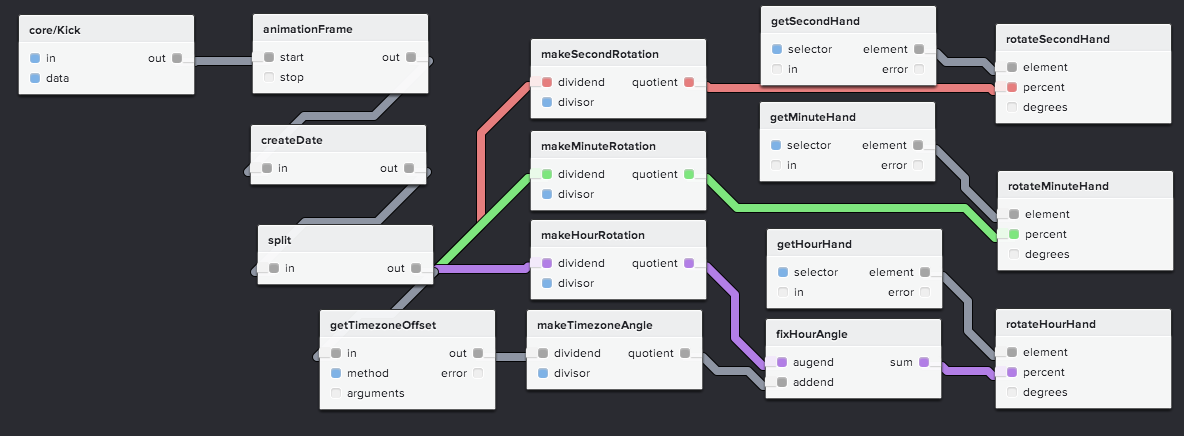 core/Kick
in out
data
animationFrame
start out
stop
createDate
in out
split
in out
getTimezoneOffset
in out
method error
arguments
makeSecondRotation
dividend quotient
divisor
makeMinuteRotation
dividend quotient
divisor
makeHourRotation
dividend quotient
divisor
makeTimezoneAngle
dividend quotient
divisor
getSecondHand
selector element
in error
getMinuteHand
selector element
in error
getHourHand
selector element
in error
fixHourAngle
augend sum
addend
rotateSecondHand
element
percent
degrees
rotateMinuteHand
element
percent
degrees
rotateHourHand
element
percent
degrees